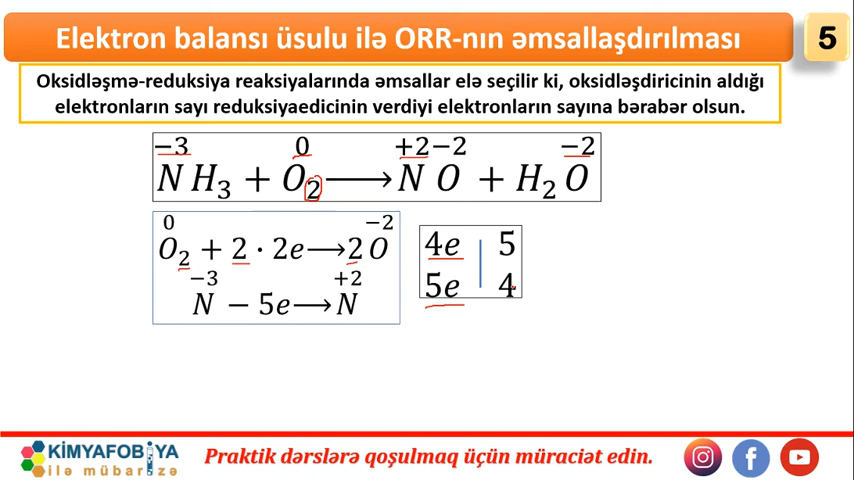 Elektron balansı üsulu ilə ORR-nın əmsallaşdırılması
5
Oksidləşmə-reduksiya reaksiyalarında əmsallar elə seçilir ki, oksidləşdiricinin aldığı
elektronların sayı reduksiyaedicinin verdiyi elektronların sayına bərabər olsun.
−3 0 +2 −2 −2
NH₃ + O₂ ⟶ NO + H₂O
0 −2
O₂ + 2 · 2e ⟶ 2O
−3 +2
N − 5e ⟶ N
4e | 5
5e | 4
KİMYAFOBİYA
ilə mübarizə
Praktik dərslərə qoşulmaq üçün müraciət edin.